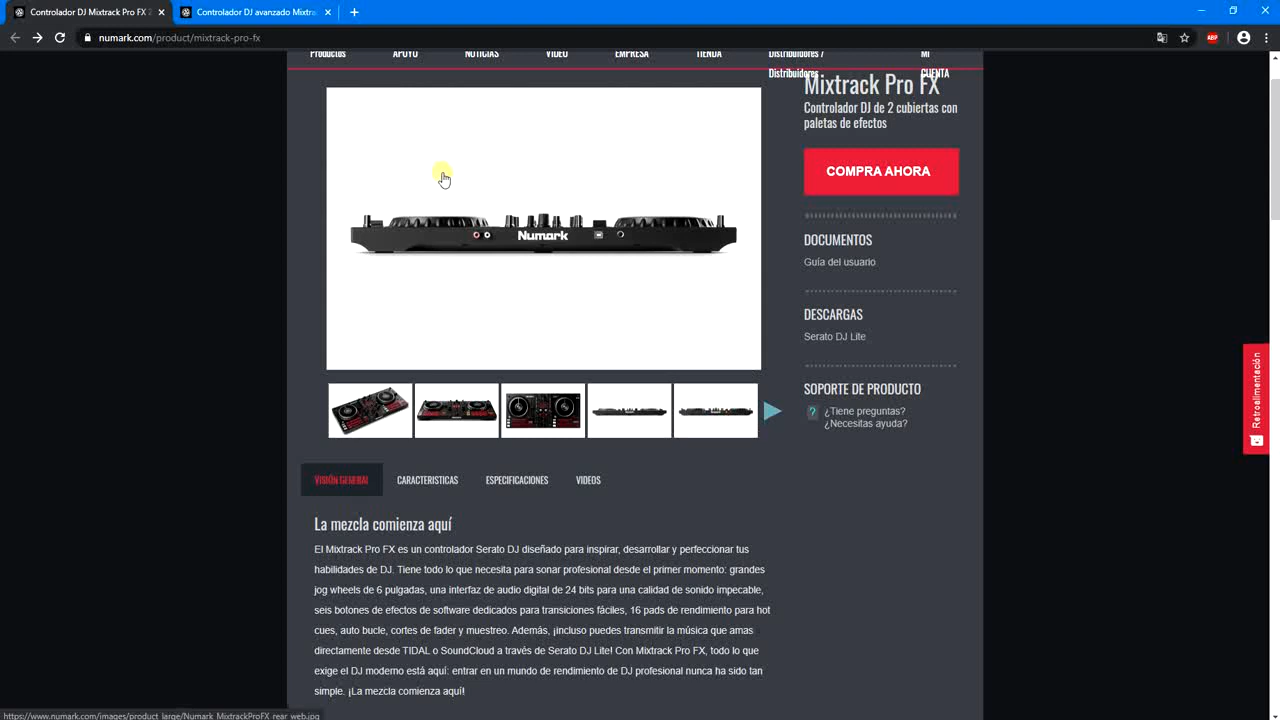 Controlador DJ Mixtrack Pro FX 2
Controlador DJ avanzado Mixtra
numark.com/product/mixtrack-pro-fx
ABP
Productos
APOYO
NOTICIAS
VIDEO
EMPRESA
TIENDA
Distribuidores /
Distribuidores
MI
CUENTA
Mixtrack Pro FX
Controlador DJ de 2 cubiertas con
paletas de efectos
COMPRA AHORA
Numark
DOCUMENTOS
Guía del usuario
DESCARGAS
Serato DJ Lite
SOPORTE DE PRODUCTO
?
¿Tiene preguntas?
¿Necesitas ayuda?
Retroalimentación
VISIÓN GENERAL
CARACTERISTICAS
ESPECIFICACIONES
VIDEOS
La mezcla comienza aquí
El Mixtrack Pro FX es un controlador Serato DJ diseñado para inspirar, desarrollar y perfeccionar tus
habilidades de DJ. Tiene todo lo que necesita para sonar profesional desde el primer momento: grandes
jog wheels de 6 pulgadas, una interfaz de audio digital de 24 bits para una calidad de sonido impecable,
seis botones de efectos de software dedicados para transiciones fáciles, 16 pads de rendimiento para hot
cues, auto bucle, cortes de fader y muestreo. Además, ¡incluso puedes transmitir la música que amas
directamente desde TIDAL o SoundCloud a través de Serato DJ Lite! Con Mixtrack Pro FX, todo lo que
exige el DJ moderno está aquí: entrar en un mundo de rendimiento de DJ profesional nunca ha sido tan
simple. ¡La mezcla comienza aquí!
https://www.numark.com/images/product_large/Numark_MixtrackProFX_rear_web.jpg